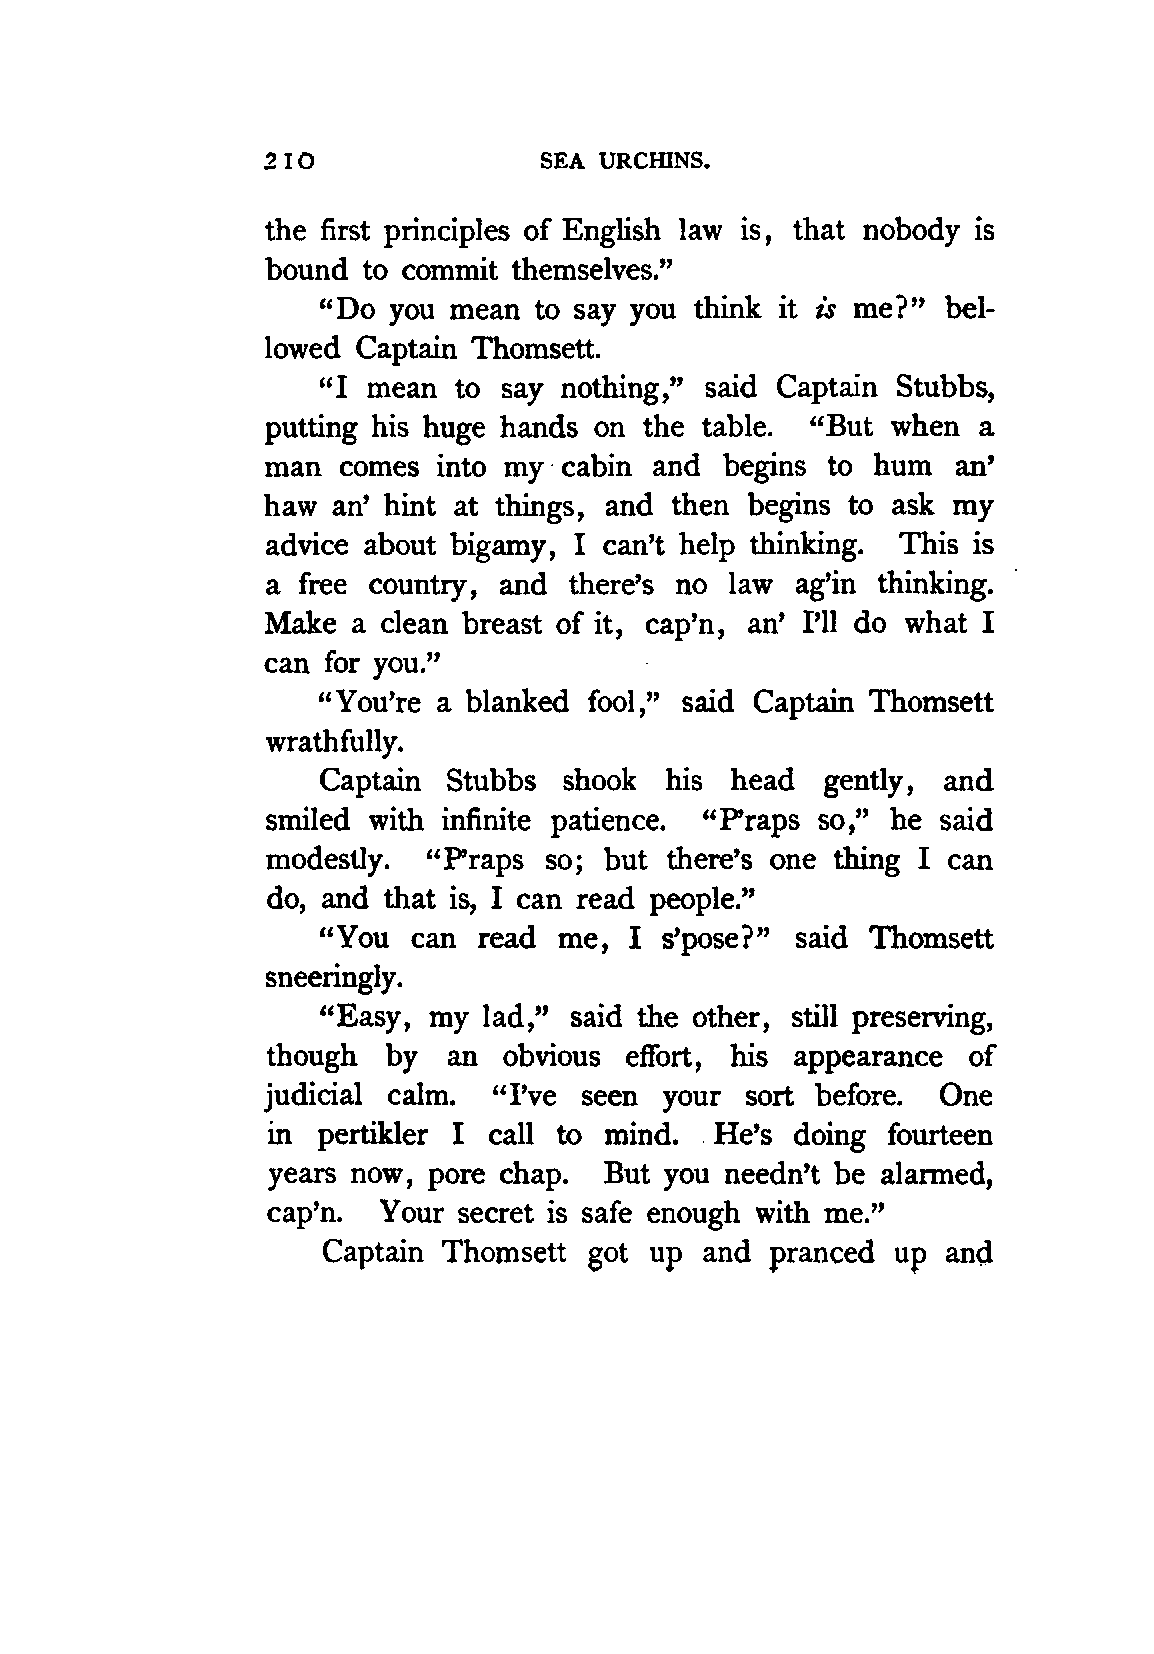 210 SEA URCHINS.
the first principles of English law is, that nobody is
bound to commit themselves.”
“Do you mean to say you think it is me?” bel-
lowed Captain Thomsett.
“I mean to say nothing,” said Captain Stubbs,
putting his huge hands on the table. “But when a
man comes into my cabin and begins to hum an’
haw an’ hint at things, and then begins to ask my
advice about bigamy, I can’t help thinking. This is
a free country, and there’s no law ag’in thinking.
Make a clean breast of it, cap’n, an’ I’ll do what I
can for you.”
“You’re a blanked fool,” said Captain Thomsett
wrathfully.
Captain Stubbs shook his head gently, and
smiled with infinite patience. “P’raps so,” he said
modestly. “P’raps so; but there’s one thing I can
do, and that is, I can read people.”
“You can read me, I s’pose?” said Thomsett
sneeringly.
“Easy, my lad,” said the other, still preserving,
though by an obvious effort, his appearance of
judicial calm. “I’ve seen your sort before. One
in pertikler I call to mind. He’s doing fourteen
years now, pore chap. But you needn’t be alarmed,
cap’n. Your secret is safe enough with me.”
Captain Thomsett got up and pranced up and